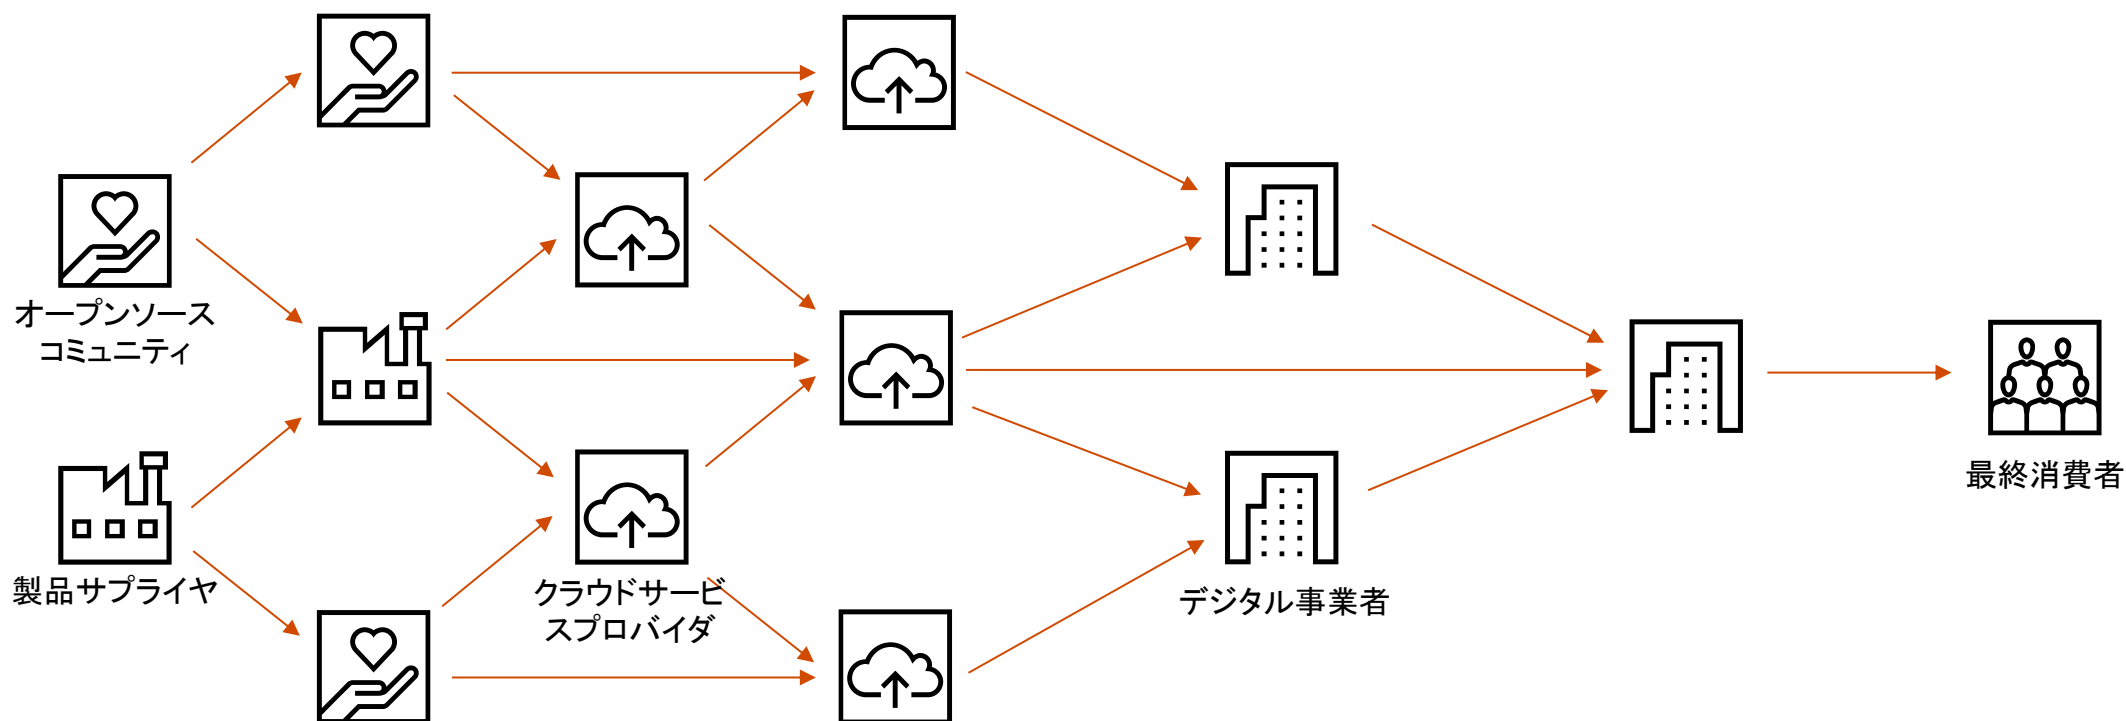 オープンソース
コミュニティ
製品サプライヤ
クラウドサービ
スプロバイダ
デジタル事業者
最終消費者